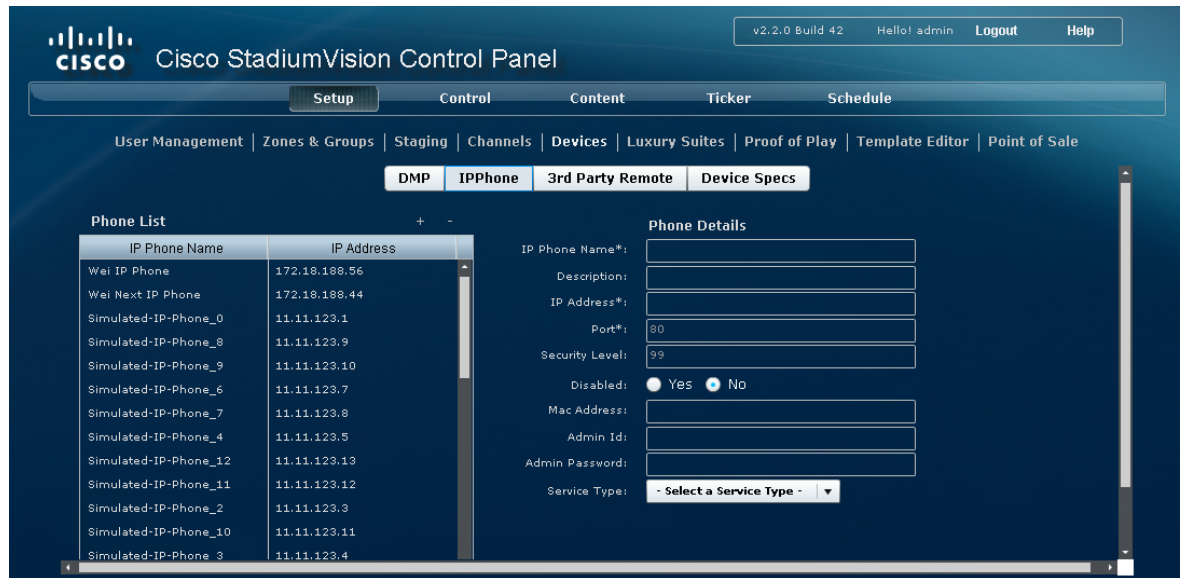 v2.2.0 Build 42 Hello! admin Logout Help
CISCO Cisco StadiumVision Control Panel
Setup Control Content Ticker Schedule
User Management | Zones & Groups | Staging | Channels | Devices | Luxury Suites | Proof of Play | Template Editor | Point of Sale
DMP IPPhone 3rd Party Remote Device Specs
Phone List + -
IP Phone Name IP Address
Wei IP Phone 172.18.188.56
Wei Next IP Phone 172.18.188.44
Simulated-IP-Phone_0 11.11.123.1
Simulated-IP-Phone_8 11.11.123.9
Simulated-IP-Phone_9 11.11.123.10
Simulated-IP-Phone_6 11.11.123.7
Simulated-IP-Phone_7 11.11.123.8
Simulated-IP-Phone_4 11.11.123.5
Simulated-IP-Phone_12 11.11.123.13
Simulated-IP-Phone_11 11.11.123.12
Simulated-IP-Phone_2 11.11.123.3
Simulated-IP-Phone_10 11.11.123.11
Simulated-IP-Phone_3 11.11.123.4
Phone Details
IP Phone Name*:
Description:
IP Address*:
Port*: 80
Security Level: 99
Disabled: Yes No
Mac Address:
Admin Id:
Admin Password:
Service Type: - Select a Service Type -